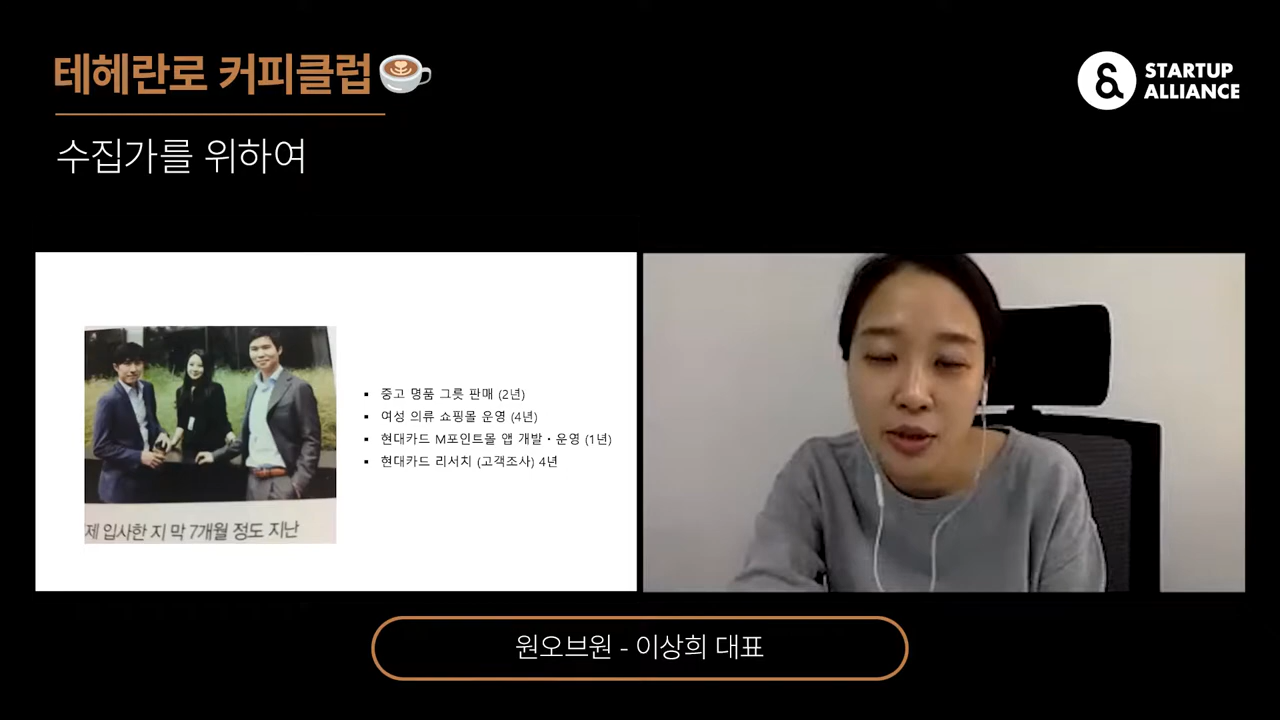 테헤란로 커피클럽
STARTUP
ALLIANCE
수집가를 위하여
▪ 중고 명품 그릇 판매 (2년)
▪ 여성 의류 쇼핑몰 운영 (4년)
▪ 현대카드 M포인트몰 앱 개발・운영 (1년)
▪ 현대카드 리서치 (고객조사) 4년
제 입사한 지 막 7개월 정도 지난
원오브원 - 이상희 대표